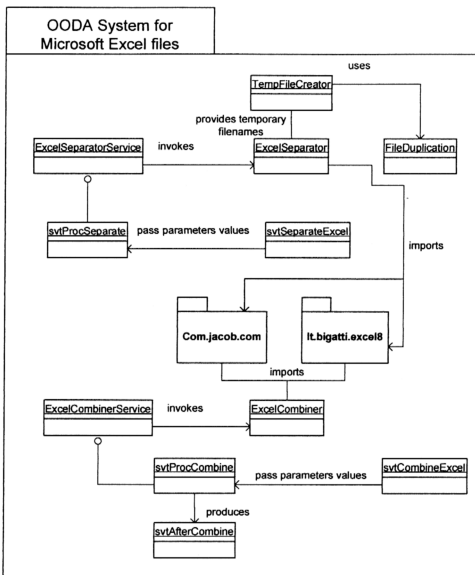 OODA System for
Microsoft Excel files
uses
TempFileCreator
provides temporary
filenames
ExcelSeparatorService
invokes
ExcelSeparator
FileDuplication
svtProcSeparate
pass parameters values
svtSeparateExcel
imports
Com.jacob.com
It.bigatti.excel8
imports
ExcelCombinerService
invokes
ExcelCombiner
svtProcCombine
pass parameters values
svtCombineExcel
produces
svtAfterCombine